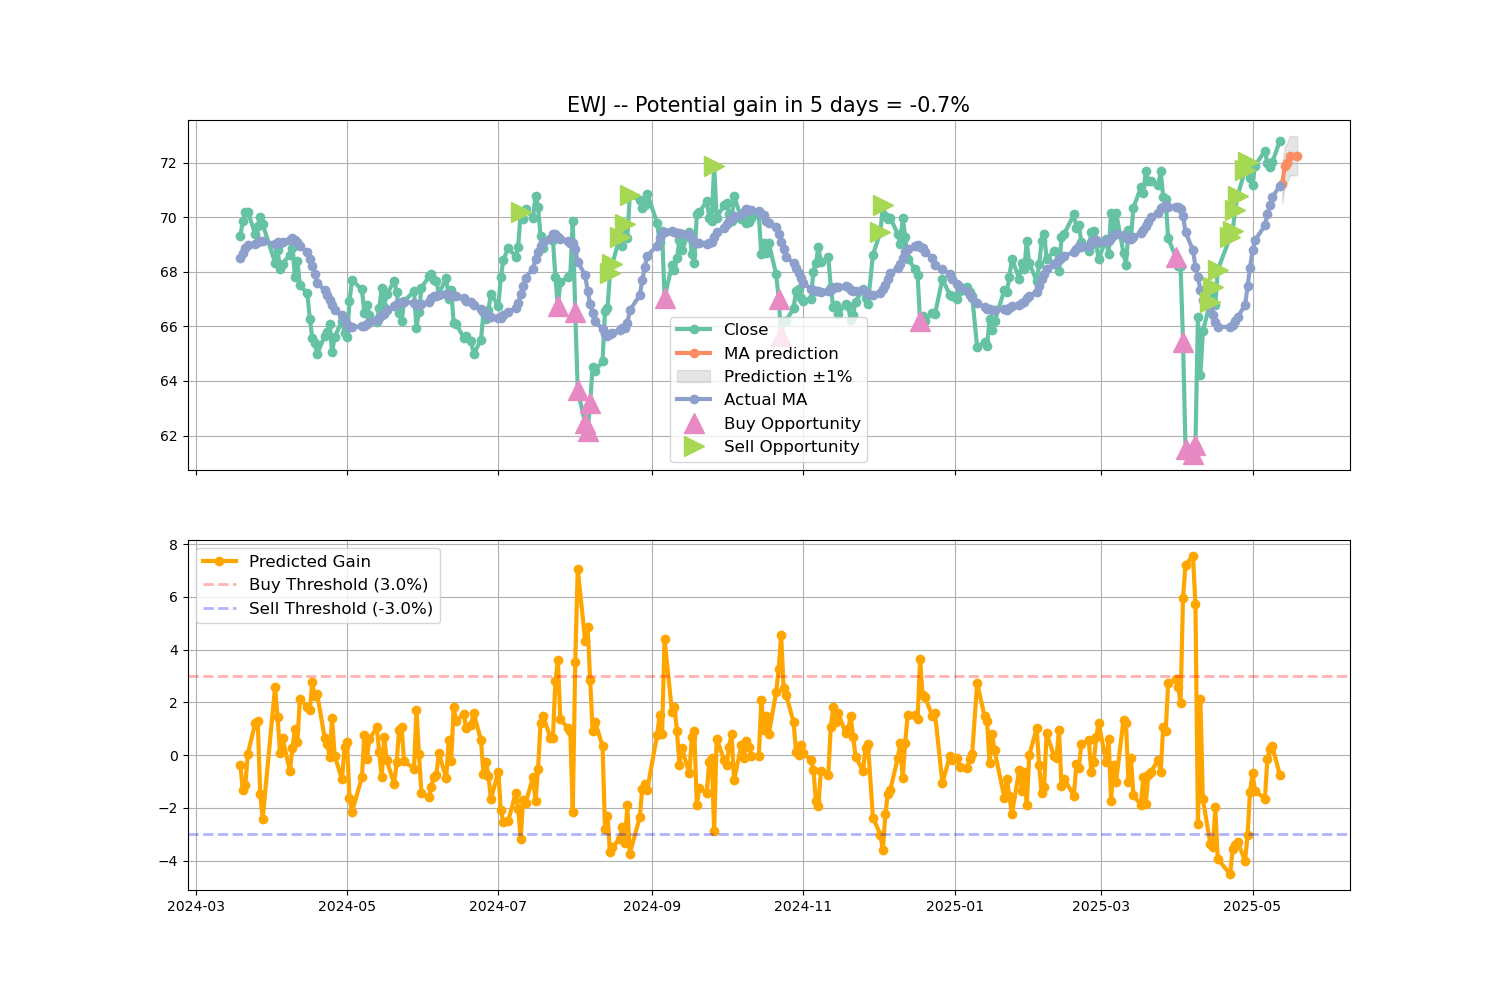 EWJ -- Potential gain in 5 days = -0.7%
72
70
68
66
64
62
Close
MA prediction
Prediction ±1%
Actual MA
Buy Opportunity
Sell Opportunity
8
6
4
2
0
−2
−4
Predicted Gain
Buy Threshold (3.0%)
Sell Threshold (-3.0%)
2024-03 2024-05 2024-07 2024-09 2024-11 2025-01 2025-03 2025-05